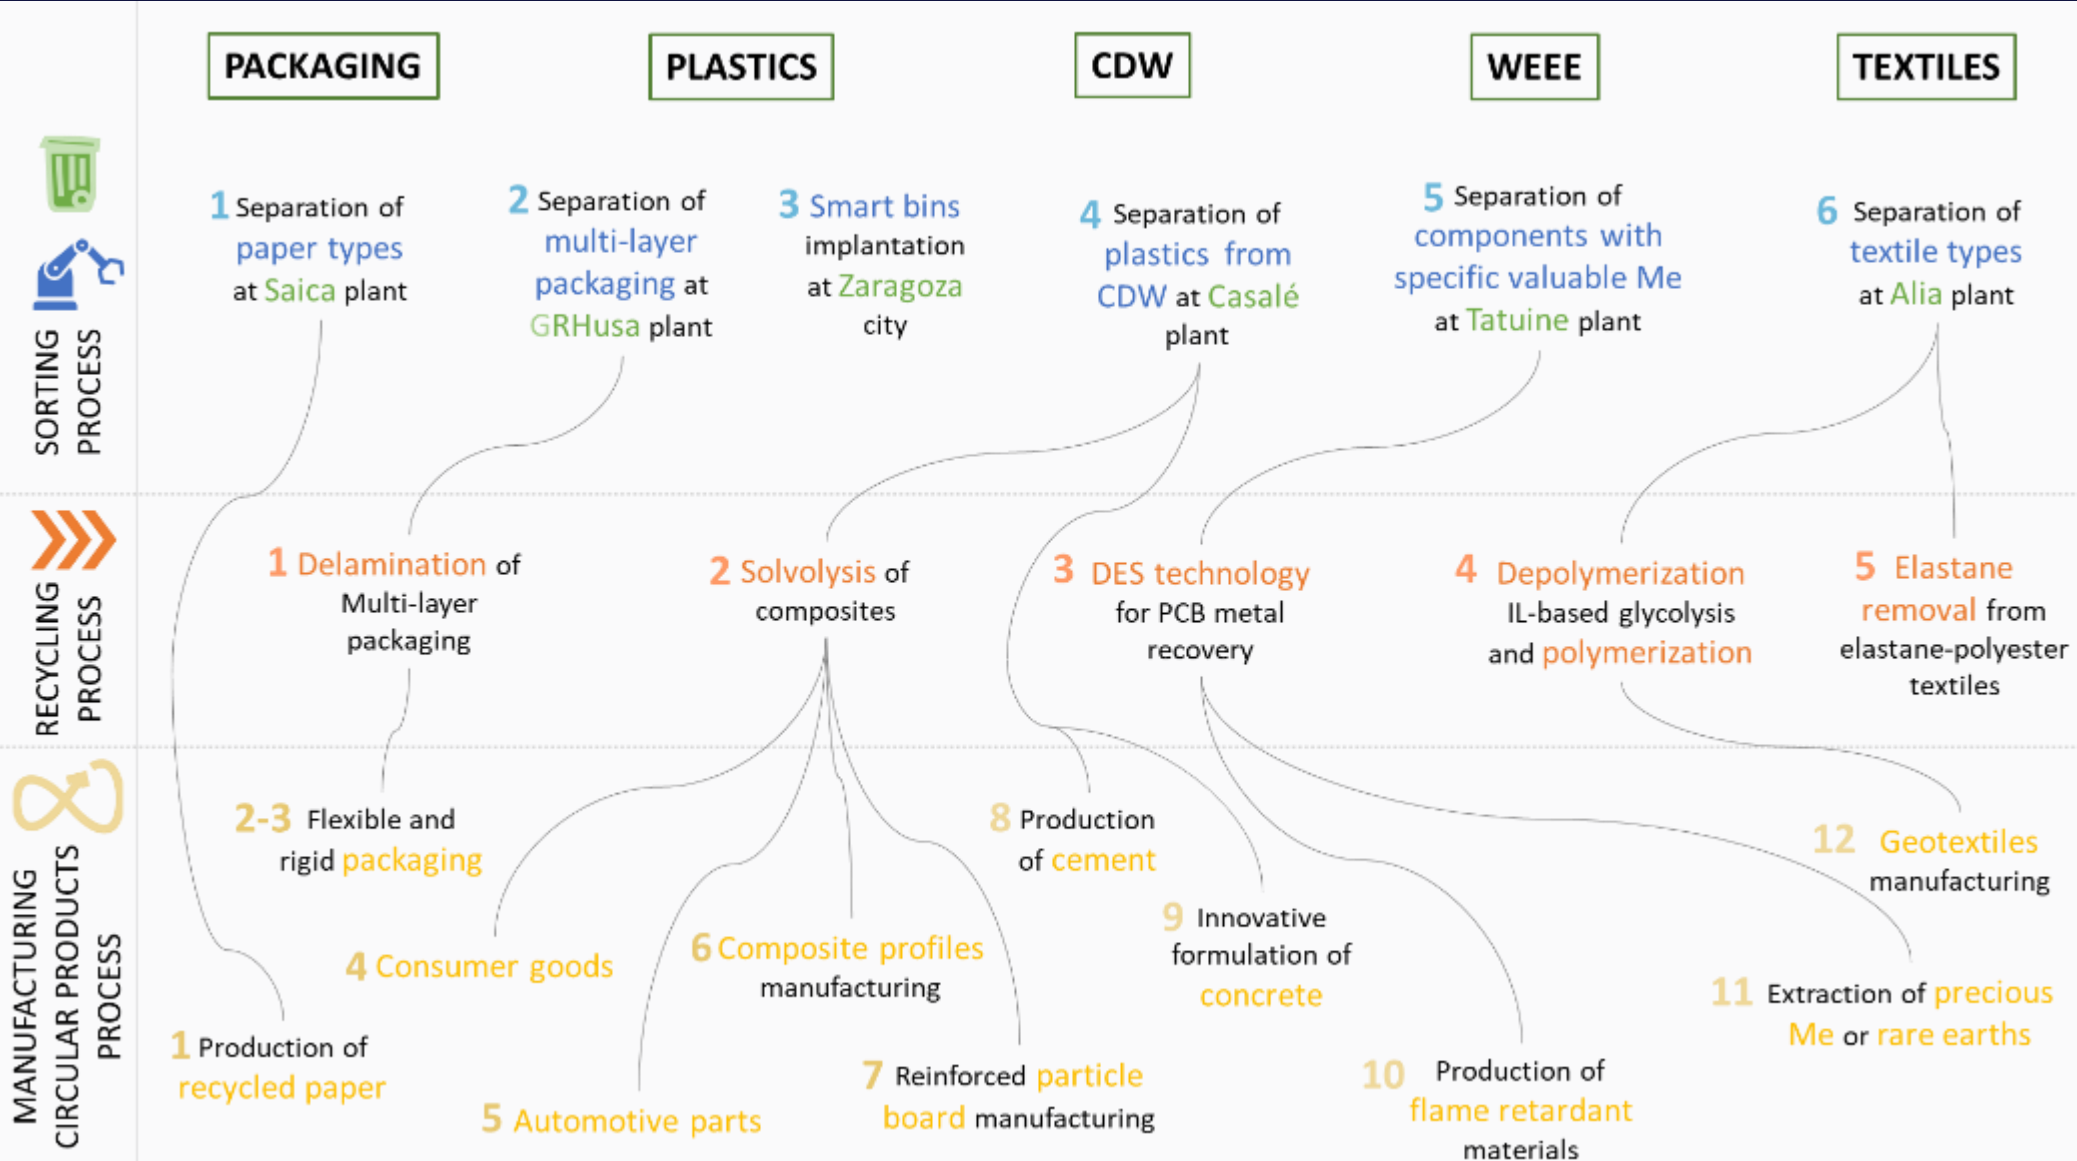 PACKAGING
PLASTICS
CDW
WEEE
TEXTILES
SORTING
PROCESS
1 Separation of
paper types
at Saica plant
2 Separation of
multi-layer
packaging at
GRHusa plant
3 Smart bins
implantation
at Zaragoza
city
4 Separation of
plastics from
CDW at Casalé
plant
5 Separation of
components with
specific valuable Me
at Tatuine plant
6 Separation of
textile types
at Alia plant
RECYCLING
PROCESS
1 Delamination of
Multi-layer
packaging
2 Solvolysis of
composites
3 DES technology
for PCB metal
recovery
4 Depolymerization
IL-based glycolysis
and polymerization
5 Elastane
removal from
elastane-polyester
textiles
MANUFACTURING
CIRCULAR PRODUCTS
PROCESS
1 Production of
recycled paper
2-3 Flexible and
rigid packaging
4 Consumer goods
5 Automotive parts
6 Composite profiles
manufacturing
7 Reinforced particle
board manufacturing
8 Production
of cement
9 Innovative
formulation of
concrete
10 Production of
flame retardant
materials
11 Extraction of precious
Me or rare earths
12 Geotextiles
manufacturing